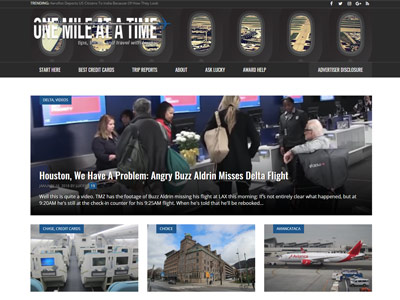 TRENDING:
ONE MILE AT A TIME
tips, travel with
START HERE
BEST CREDIT CARDS
TRIP REPORTS
ABOUT
ASK LUCKY
AWARD HELP
ADVERTISER DISCLOSURE
DELTA, VIDEOS
Houston, We Have A Problem: Angry Buzz Aldrin Misses Delta Flight
Well this is quite a video. TMZ has the footage of Buzz Aldrin missing his flight at LAX this morning: It's not entirely clear what happened, but at
9:20AM he's still at the check-in counter for his 9:25AM flight. When he's told that he'll be rebooked...
CHASE, CREDIT CARDS
CHOICE
AVIANCATACA